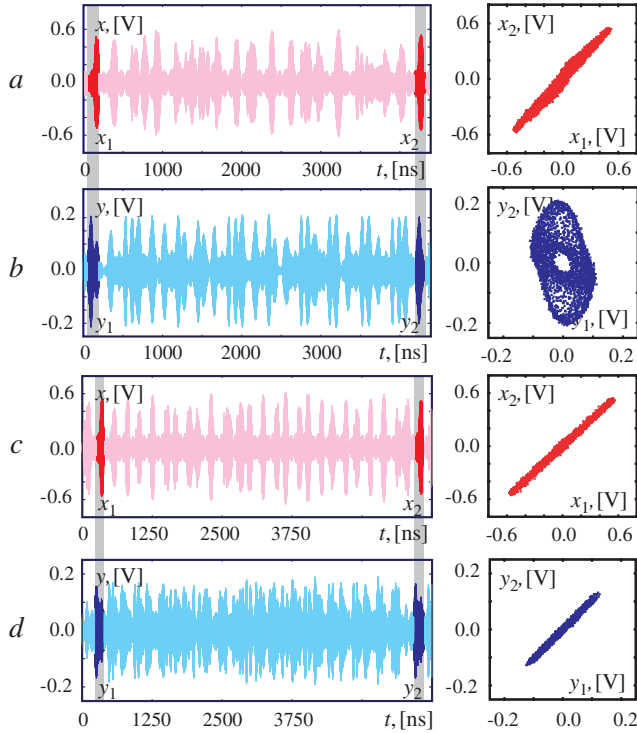 a
x, [V]
0.6
0.0
-0.6
x1
x2
0
1000
2000
3000
t, [ns]
x2, [V]
0.6
0.0
-0.6
x1, [V]
-0.6
0.0
0.6
b
y, [V]
0.2
0.0
-0.2
y1
y2
0
1000
2000
3000
t, [ns]
y2, [V]
0.2
0.0
-0.2
y1, [V]
-0.2
0.0
0.2
c
x, [V]
0.6
0.0
-0.6
x1
x2
0
1250
2500
3750
t, [ns]
x2, [V]
0.6
0.0
-0.6
x1, [V]
-0.6
0.0
0.6
d
y, [V]
0.2
0.0
-0.2
y1
y2
0
1250
2500
3750
t, [ns]
y2, [V]
0.2
0.0
-0.2
y1, [V]
-0.2
0.0
0.2